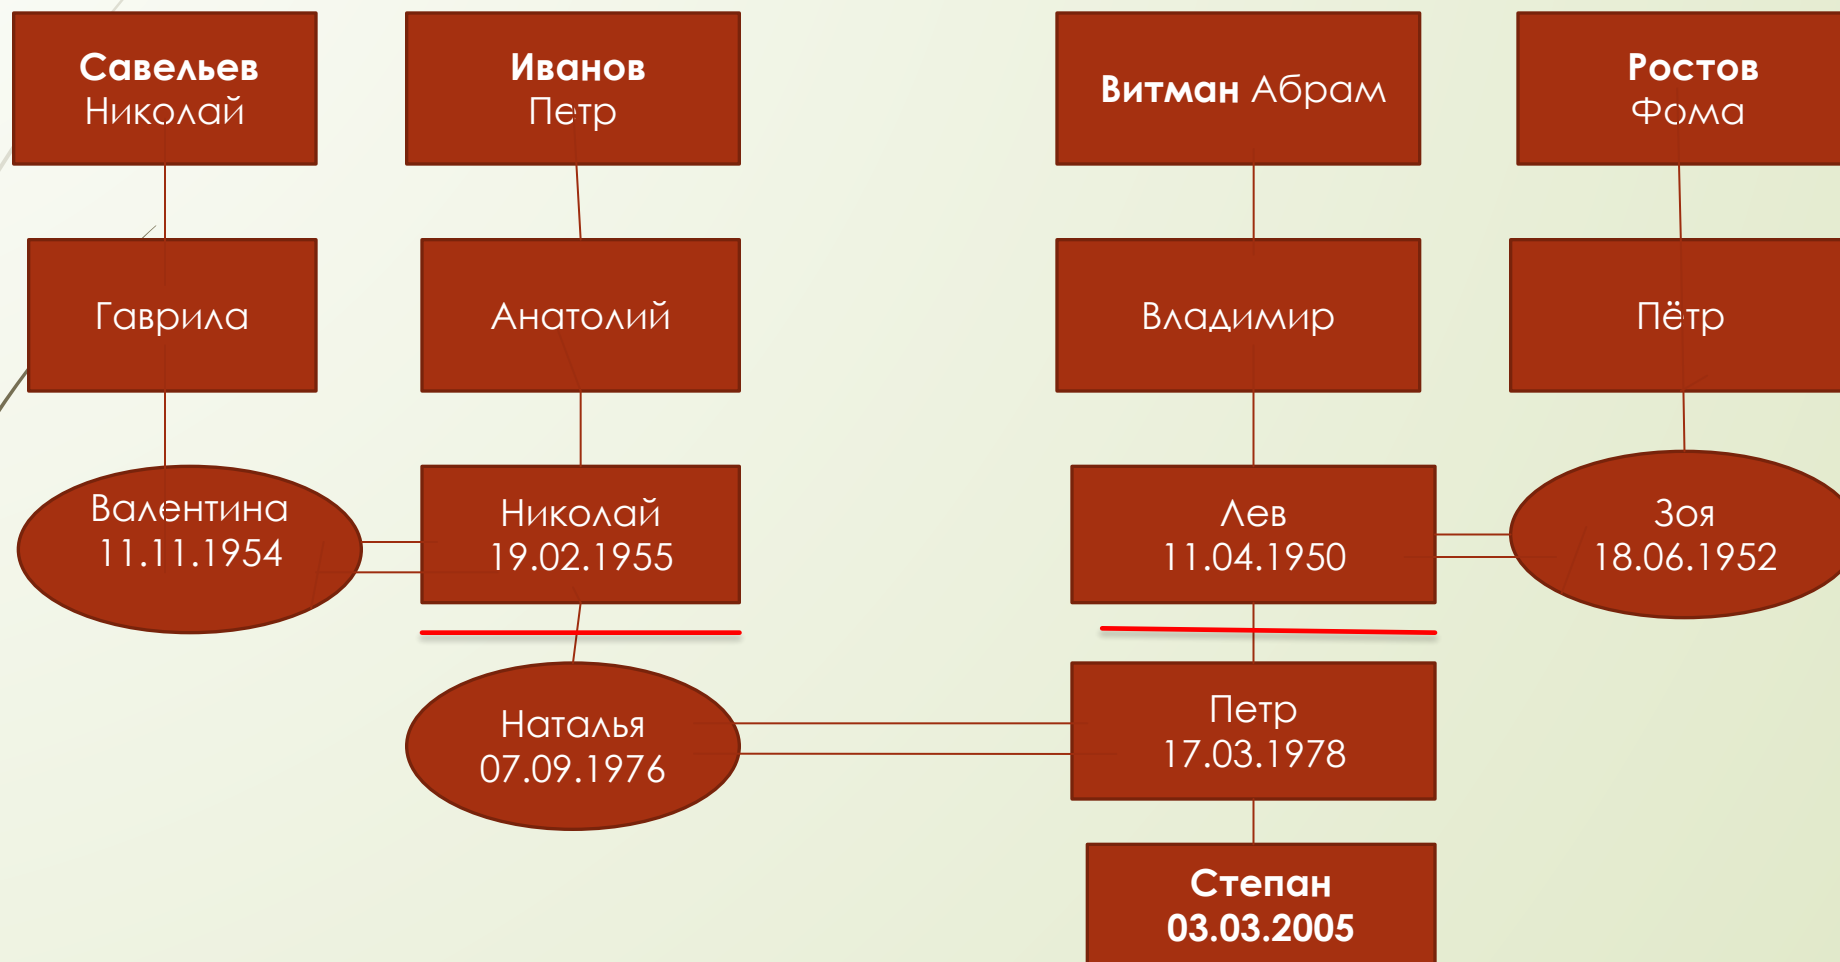 Савельев
Николай
Иванов
Петр
Витман Абрам
Ростов
Фома
Гаврила
Анатолий
Владимир
Пётр
Валентина
11.11.1954
Николай
19.02.1955
Лев
11.04.1950
Зоя
18.06.1952
Наталья
07.09.1976
Петр
17.03.1978
Степан
03.03.2005